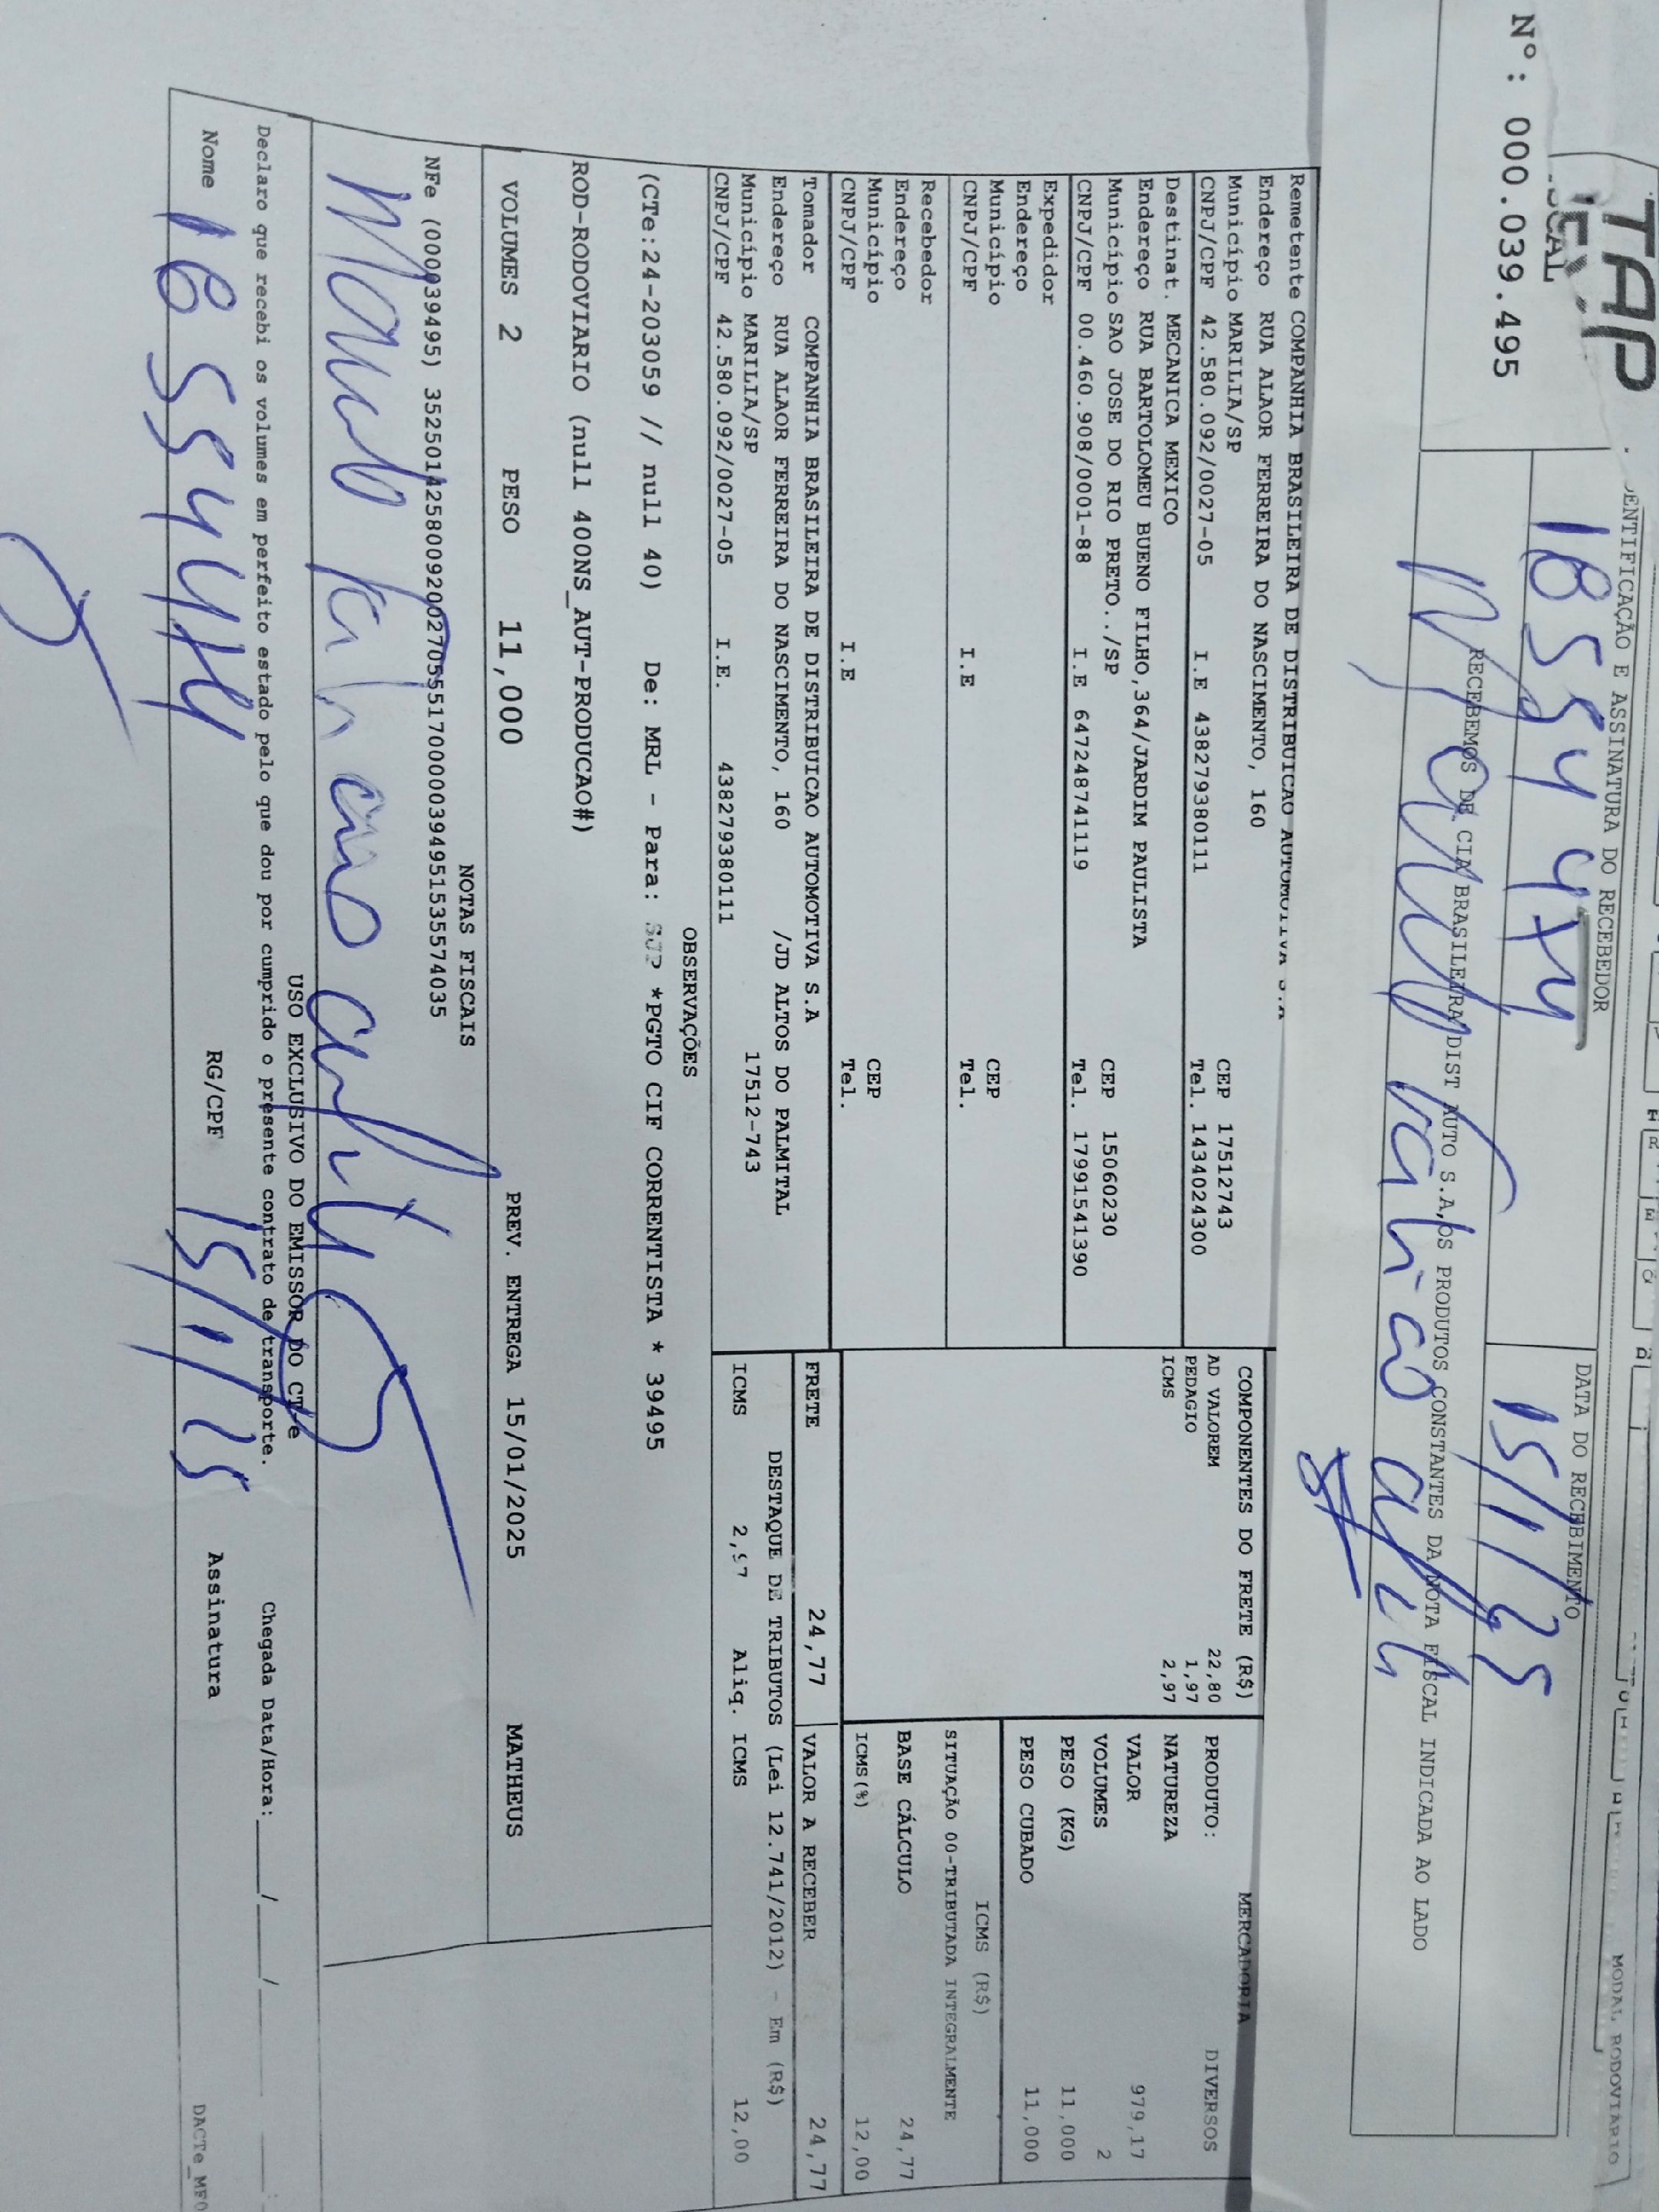 TAP
MODAL RODOVIARIO
IDENTIFICAÇÃO E ASSINATURA DO RECEBEDOR
DATA DO RECEBIMENTO
Nº: 000.039.495
15/1/25
RECEBEMOS DE CIA BRASILEIRA DIST AUTO S.A, OS PRODUTOS CONSTANTES DA NOTA FISCAL INDICADA AO LADO
Remetente COMPANHIA BRASILEIRA DE DISTRIBUICAO AUTOMOTIVA S.A
Endereço RUA ALAOR FERREIRA DO NASCIMENTO, 160
Município MARILIA/SP CEP 17512743
CNPJ/CPF 42.580.092/0027-05 I.E 438279380111 Tel. 1434024300
Destinat. MECANICA MEXICO
Endereço RUA BARTOLOMEU BUENO FILHO,364/JARDIM PAULISTA
Município SAO JOSE DO RIO PRETO../SP CEP 15060230
CNPJ/CPF 00.460.908/0001-88 I.E 647248741119 Tel. 17991541390
Expedidor
Endereço
Município CEP
CNPJ/CPF I.E Tel.
Recebedor
Endereço
Município CEP
CNPJ/CPF I.E Tel.
Tomador COMPANHIA BRASILEIRA DE DISTRIBUICAO AUTOMOTIVA S.A
Endereço RUA ALAOR FERREIRA DO NASCIMENTO, 160 /JD ALTOS DO PALMITAL
Município MARILIA/SP 17512-743
CNPJ/CPF 42.580.092/0027-05 I.E. 438279380111
COMPONENTES DO FRETE (R$)
AD VALOREM 22,80
PEDAGIO 1,97
ICMS 2,97
MERCADORIA
PRODUTO: DIVERSOS
NATUREZA
VALOR 979,17
VOLUMES 2
PESO (KG) 11,000
PESO CUBADO 11,000
ICMS (R$)
SITUAÇÃO 00-TRIBUTADA INTEGRALMENTE
BASE CÁLCULO 24,77
ICMS(%) 12,00
FRETE 24,77 VALOR A RECEBER 24,77
DESTAQUE DE TRIBUTOS (Lei 12.741/2012) - Em (R$)
ICMS 2,97 Aliq. ICMS 12,00
OBSERVAÇÕES
(CTe:24-203059 // null 40) De: MRL - Para: SJP *PGTO CIF CORRENTISTA * 39495
ROD-RODOVIARIO (null 400NS_AUT-PRODUCAO#)
VOLUMES 2 PESO 11,000 PREV. ENTREGA 15/01/2025 MATHEUS
NOTAS FISCAIS
NFe (000039495)
USO EXCLUSIVO DO EMISSOR DO CT-e
Declaro que recebi os volumes em perfeito estado pelo que dou por cumprido o presente contrato de transporte. Chegada Data/Hora: ___/___/___ __:
Nome RG/CPF 15/1/25 Assinatura
DACTe_MF0